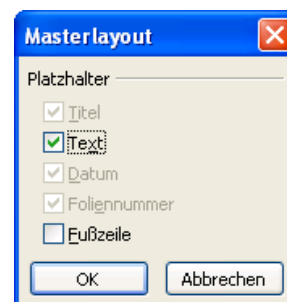 Masterlayout
Platzhalter
Titel
Text
Datum
Foliennummer
Fußzeile
OK Abbrechen